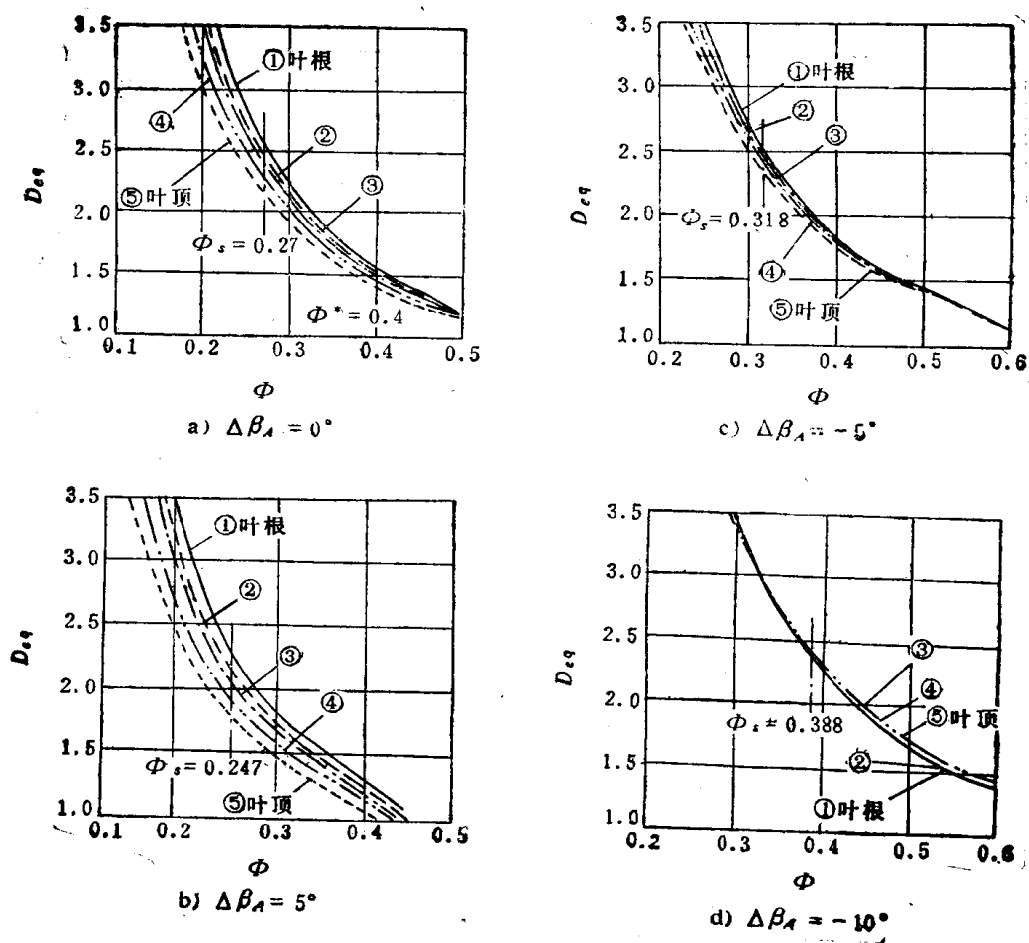 3.5
3.0
2.5
2.0
1.5
1.0
0.1
0.2
0.3
0.4
0.5
D_eq
①叶根
②
③
④
⑤叶顶
Φ_s = 0.27
Φ* = 0.4
Φ
a) Δβ_A = 0°
3.5
3.0
2.5
2.0
1.5
1.0
0.2
0.3
0.4
0.5
0.6
D_eq
①叶根
②
③
Φ_s = 0.318
④
⑤叶顶
Φ
c) Δβ_A = -5°
3.5
3.0
2.5
2.0
1.5
1.0
0.1
0.2
0.3
0.4
0.5
D_eq
①叶根
②
③
④
Φ_s = 0.247
⑤叶顶
Φ
b) Δβ_A = 5°
3.5
3.0
2.5
2.0
1.5
1.0
0.2
0.3
0.4
0.5
0.6
D_eq
③
④
⑤叶顶
Φ_s = 0.388
②
①叶根
Φ
d) Δβ_A = -10°